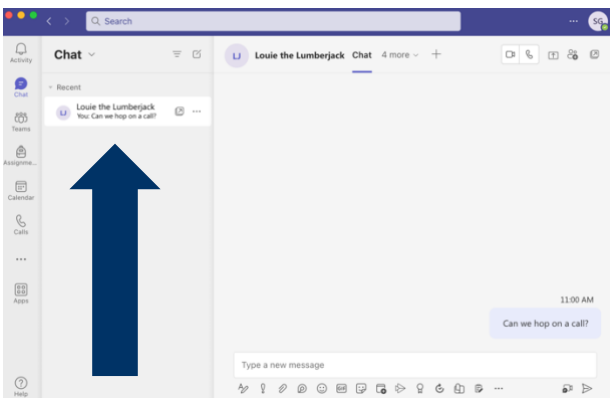 Search
SG
Activity
Chat
Teams
Assignme...
Calendar
Calls
...
Apps
Help
Chat
Recent
LJ
Louie the Lumberjack
You: Can we hop on a call?
...
LJ Louie the Lumberjack Chat 4 more
11:00 AM
Can we hop on a call?
Type a new message
GIF